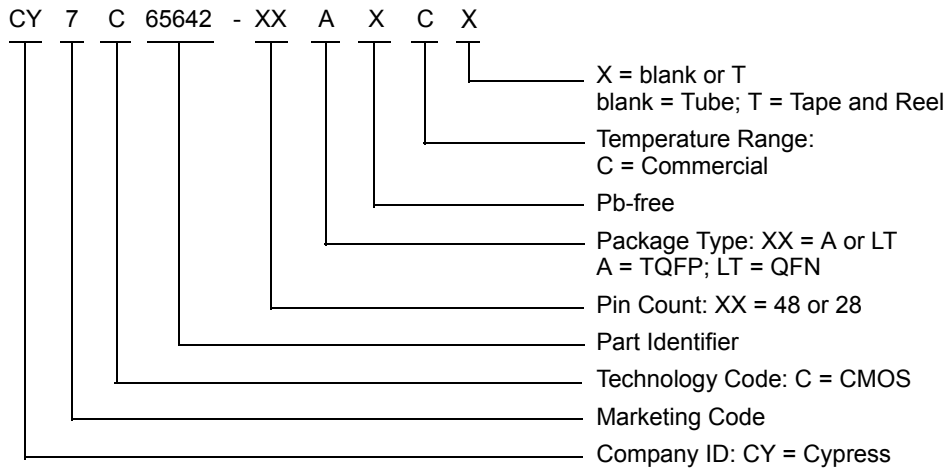 CY 7 C 65642 - XX A X C X
X = blank or T
blank = Tube; T = Tape and Reel
Temperature Range:
C = Commercial
Pb-free
Package Type: XX = A or LT
A = TQFP; LT = QFN
Pin Count: XX = 48 or 28
Part Identifier
Technology Code: C = CMOS
Marketing Code
Company ID: CY = Cypress